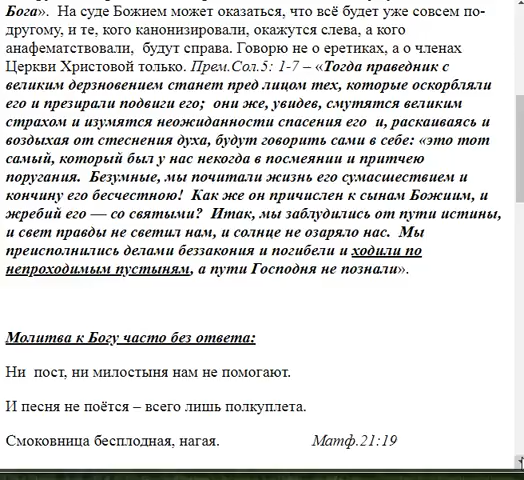 Бога».  На суде Божием может оказаться, что всё будет уже совсем по-
другому, и те, кого канонизировали, окажутся слева, а кого
анафематствовали,  будут справа. Говорю не о еретиках, а о членах
Церкви Христовой только. Прем.Сол.5: 1-7 – «Тогда праведник с
великим дерзновением станет пред лицом тех, которые оскорбляли
его и презирали подвиги его;  они же, увидев, смутятся великим
страхом и изумятся неожиданности спасения его  и, раскаиваясь и
воздыхая от стеснения духа, будут говорить сами в себе: «это тот
самый, который был у нас некогда в посмеянии и притчею
поругания.  Безумные, мы почитали жизнь его сумасшествием и
кончину его бесчестною!  Как же он причислен к сынам Божиим, и
жребий его — со святыми?  Итак, мы заблудились от пути истины,
и свет правды не светил нам, и солнце не озаряло нас.  Мы
преисполнились делами беззакония и погибели и ходили по
непроходимым пустыням, а пути Господня не познали».
Молитва к Богу часто без ответа:
Ни  пост, ни милостыня нам не помогают.
И песня не поётся – всего лишь полкуплета.
Смоковница бесплодная, нагая.                    Матф.21:19